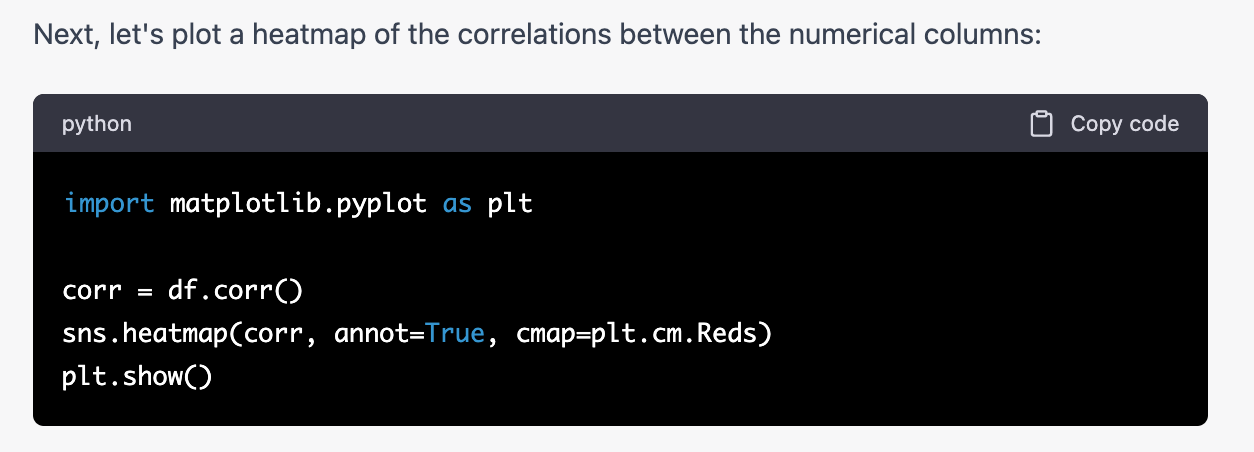 Next, let's plot a heatmap of the correlations between the numerical columns:
python
Copy code
import matplotlib.pyplot as plt
corr = df.corr()
sns.heatmap(corr, annot=True, cmap=plt.cm.Reds)
plt.show()